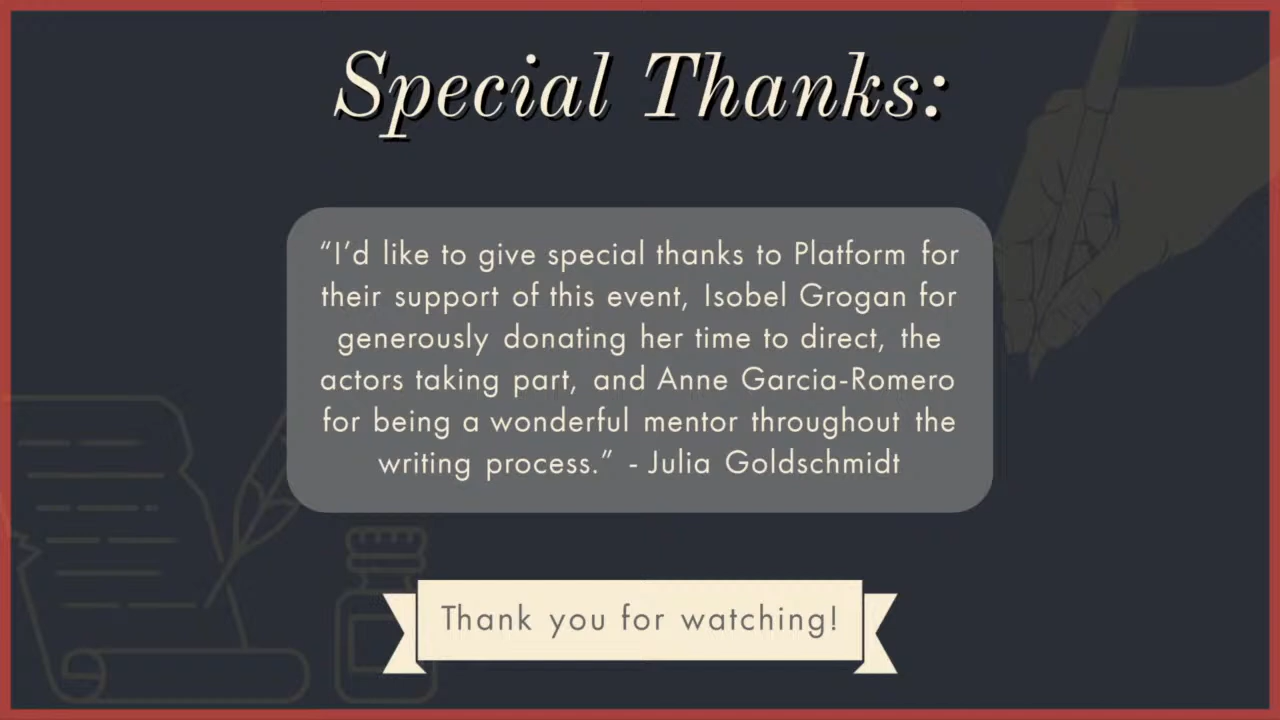 Special Thanks:
“I’d like to give special thanks to Platform for
their support of this event, Isobel Grogan for
generously donating her time to direct, the
actors taking part, and Anne Garcia-Romero
for being a wonderful mentor throughout the
writing process.” - Julia Goldschmidt
Thank you for watching!